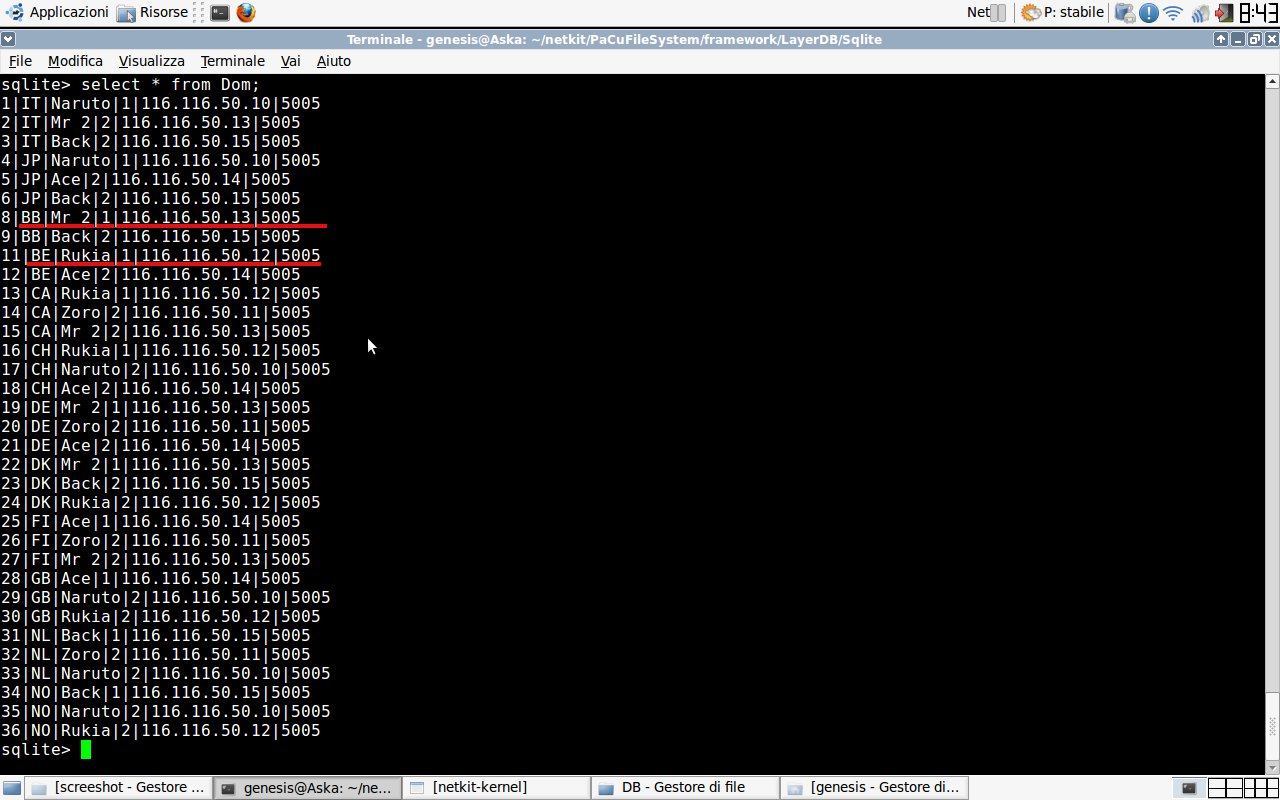 Applicazioni Risorse Net P: stabile 8:43
Terminale - genesis@Aska: ~/netkit/PaCuFileSystem/framework/LayerDB/Sqlite
File Modifica Visualizza Terminale Vai Aiuto
sqlite> select * from Dom;
1|IT|Naruto|1|116.116.50.10|5005
2|IT|Mr 2|2|116.116.50.13|5005
3|IT|Back|2|116.116.50.15|5005
4|JP|Naruto|1|116.116.50.10|5005
5|JP|Ace|2|116.116.50.14|5005
6|JP|Back|2|116.116.50.15|5005
8|BB|Mr 2|1|116.116.50.13|5005
9|BB|Back|2|116.116.50.15|5005
11|BE|Rukia|1|116.116.50.12|5005
12|BE|Ace|2|116.116.50.14|5005
13|CA|Rukia|1|116.116.50.12|5005
14|CA|Zoro|2|116.116.50.11|5005
15|CA|Mr 2|2|116.116.50.13|5005
16|CH|Rukia|1|116.116.50.12|5005
17|CH|Naruto|2|116.116.50.10|5005
18|CH|Ace|2|116.116.50.14|5005
19|DE|Mr 2|1|116.116.50.13|5005
20|DE|Zoro|2|116.116.50.11|5005
21|DE|Ace|2|116.116.50.14|5005
22|DK|Mr 2|1|116.116.50.13|5005
23|DK|Back|2|116.116.50.15|5005
24|DK|Rukia|2|116.116.50.12|5005
25|FI|Ace|1|116.116.50.14|5005
26|FI|Zoro|2|116.116.50.11|5005
27|FI|Mr 2|2|116.116.50.13|5005
28|GB|Ace|1|116.116.50.14|5005
29|GB|Naruto|2|116.116.50.10|5005
30|GB|Rukia|2|116.116.50.12|5005
31|NL|Back|1|116.116.50.15|5005
32|NL|Zoro|2|116.116.50.11|5005
33|NL|Naruto|2|116.116.50.10|5005
34|NO|Back|1|116.116.50.15|5005
35|NO|Naruto|2|116.116.50.10|5005
36|NO|Rukia|2|116.116.50.12|5005
sqlite>
[screeshot - Gestore ... genesis@Aska: ~/ne... [netkit-kernel] DB - Gestore di file [genesis - Gestore di...